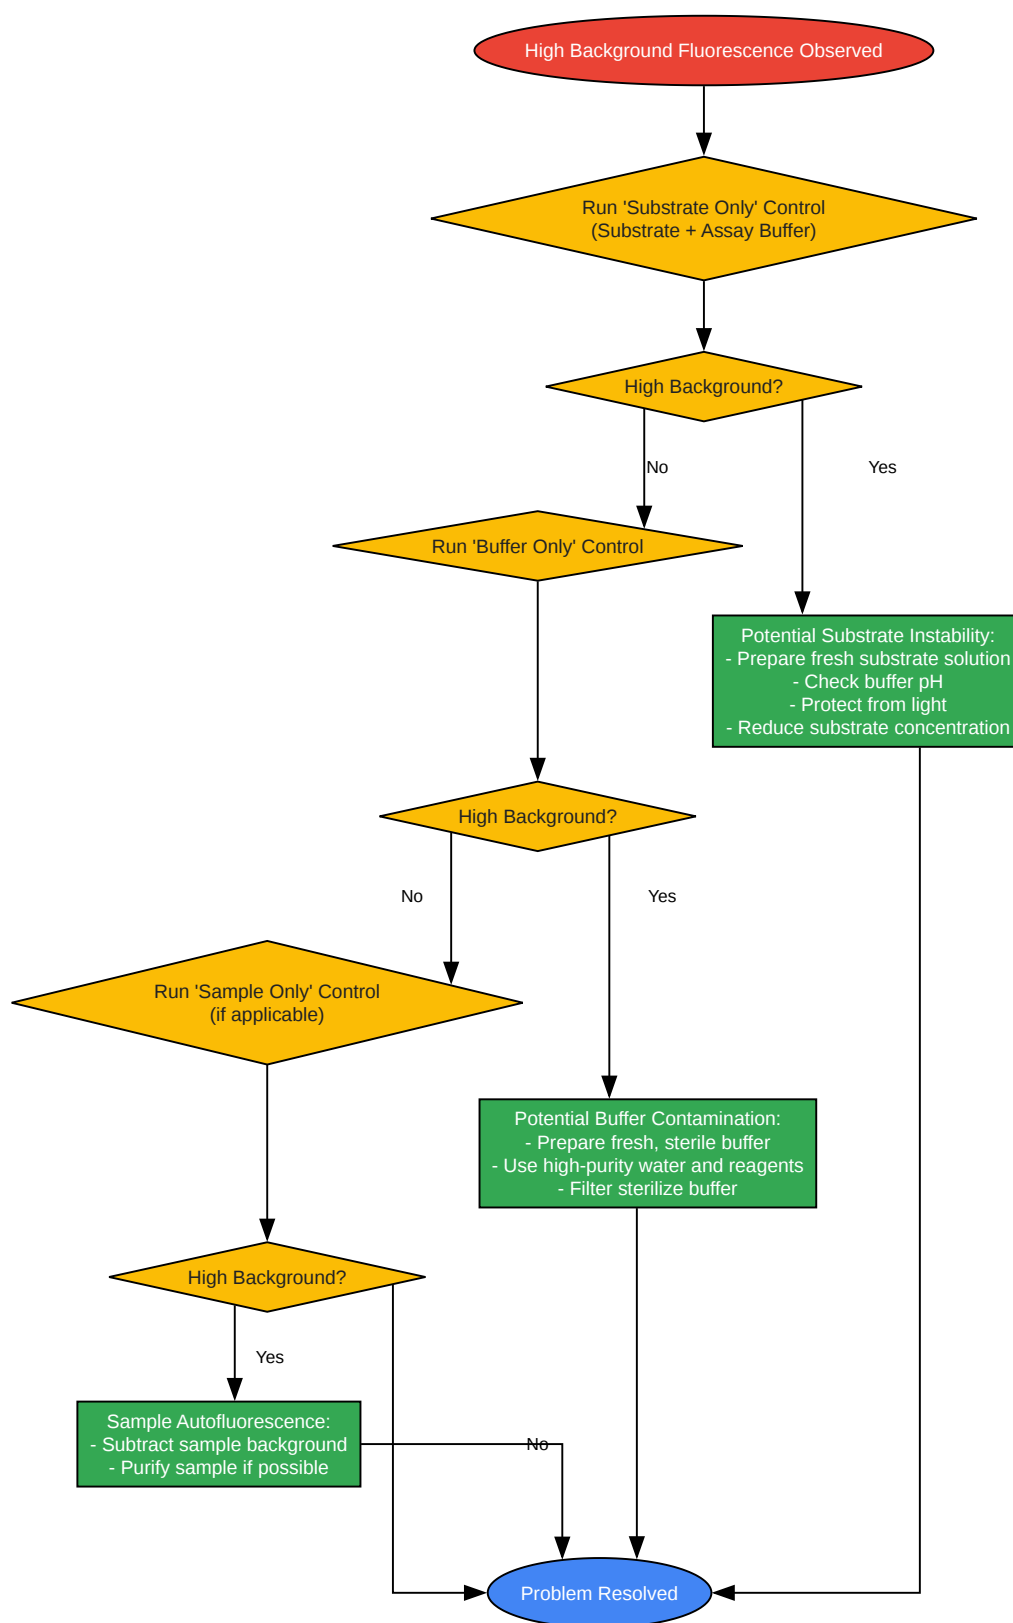 High Background Fluorescence Observed
Run 'Substrate Only' Control
(Substrate + Assay Buffer)
High Background?
No
Yes
Run 'Buffer Only' Control
Potential Substrate Instability:
- Prepare fresh substrate solution
- Check buffer pH
- Protect from light
- Reduce substrate concentration
High Background?
No
Yes
Run 'Sample Only' Control
(if applicable)
Potential Buffer Contamination:
- Prepare fresh, sterile buffer
- Use high-purity water and reagents
- Filter sterilize buffer
High Background?
Yes
Sample Autofluorescence:
- Subtract sample background
- Purify sample if possible
No
Problem Resolved